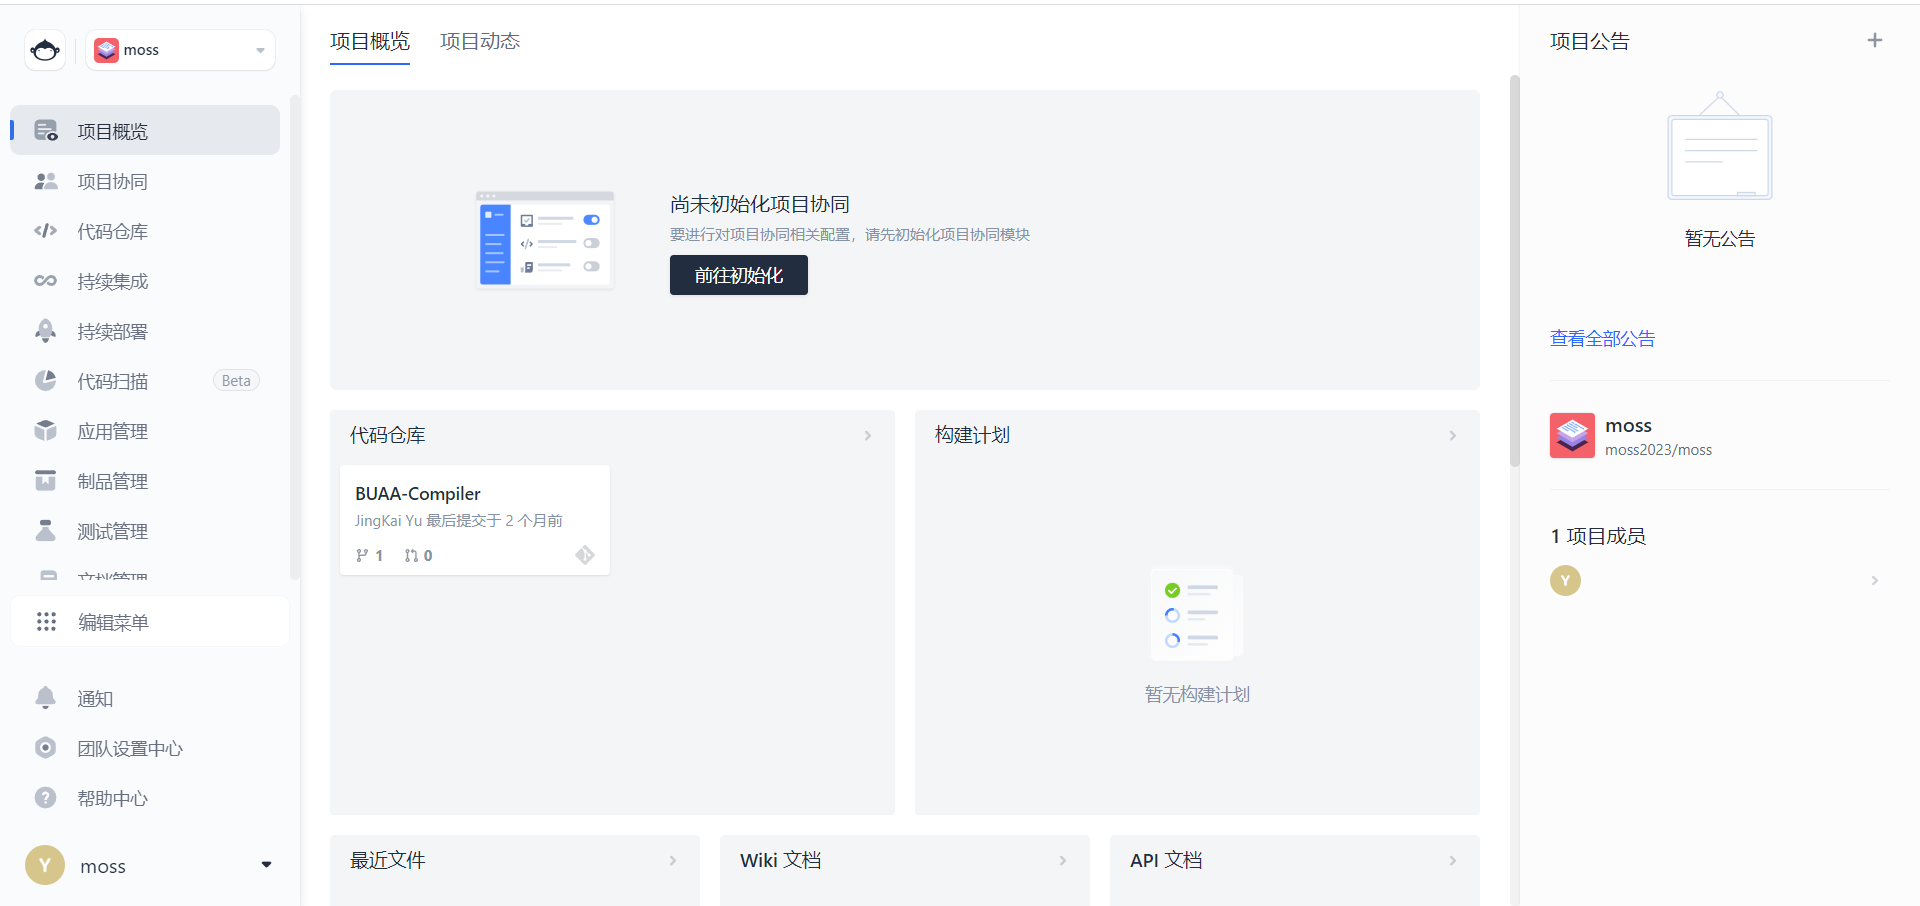 moss
项目概览
项目协同
代码仓库
持续集成
持续部署
代码扫描 Beta
应用管理
制品管理
测试管理
文档管理
编辑菜单
通知
团队设置中心
帮助中心
Y moss
项目概览 项目动态
尚未初始化项目协同
要进行对项目协同相关配置，请先初始化项目协同模块
前往初始化
代码仓库
BUAA-Compiler
JingKai Yu 最后提交于 2 个月前
1 0
构建计划
暂无构建计划
最近文件
Wiki 文档
API 文档
项目公告
暂无公告
查看全部公告
moss
moss2023/moss
1 项目成员
Y